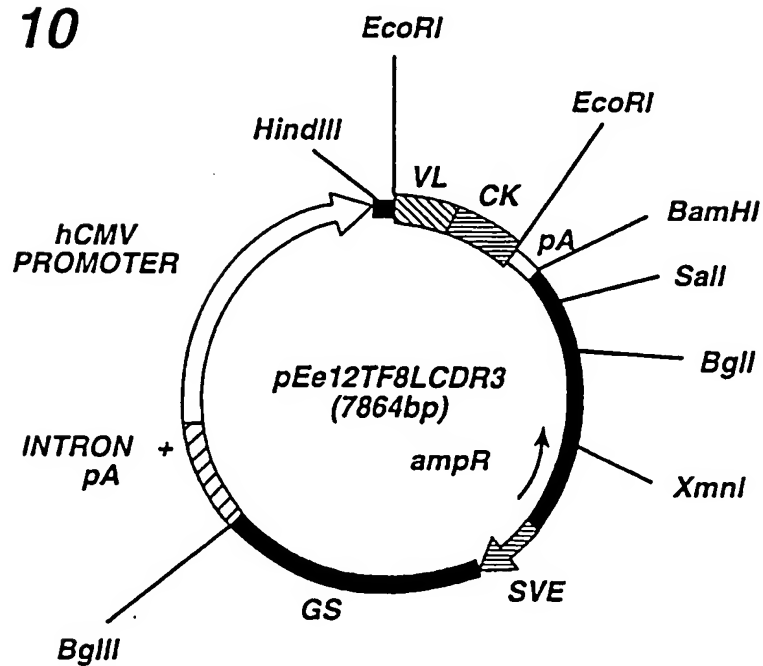 10
EcoRI
EcoRI
HindIII
VL
CK
pA
BamHI
SalI
BglI
XmnI
hCMV
PROMOTER
pEe12TF8LCDR3
(7864bp)
ampR
INTRON +
pA
SVE
GS
BglII